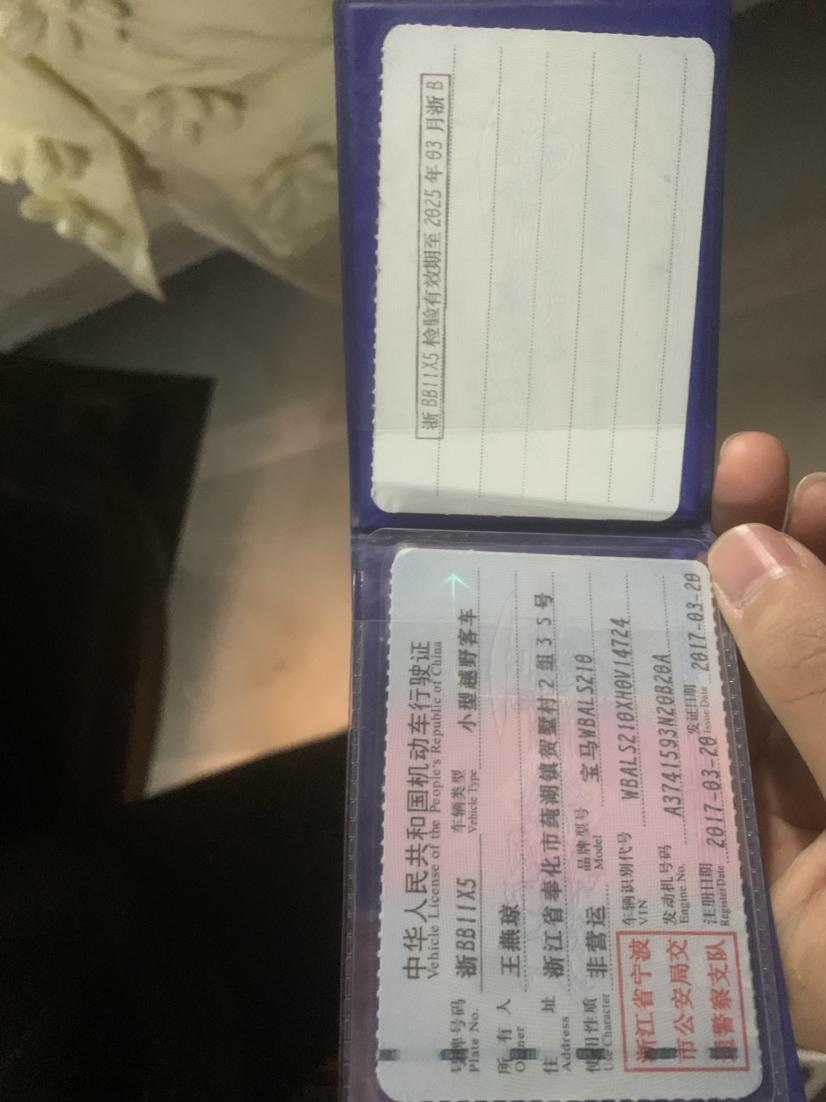 中华人民共和国机动车行驶证
Vehicle License of the People's Republic of China
号牌号码 浙BB11X5 车辆类型 小型越野客车
Plate No. Vehicle Type
所有人 王燕琼
Owner
住址 浙江省奉化市莼湖镇贺墅村2组35号
Address
使用性质 非营运 品牌型号 宝马WBALS210
Use Character Model
浙江省宁波
市公安局交
通警察支队
车辆识别代号 WBALS210XH0V14724
VIN
发动机号码 A3741593N20B20A
Engine No.
注册日期 2017-03-20 发证日期 2017-03-20
Register Date Issue Date
浙BB11X5 检验有效期至2025年03月浙B